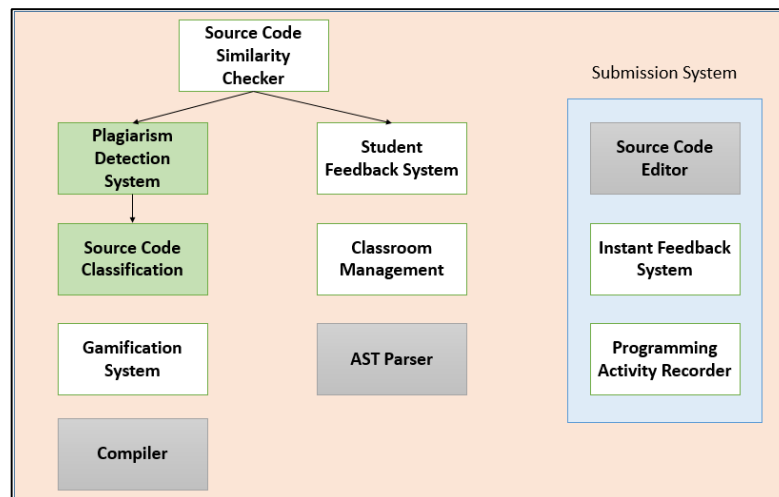 Source Code
Similarity
Checker
Submission System
Plagiarism
Detection
System
Student
Feedback System
Source Code
Editor
Source Code
Classification
Classroom
Management
Instant Feedback
System
Gamification
System
AST Parser
Programming
Activity Recorder
Compiler